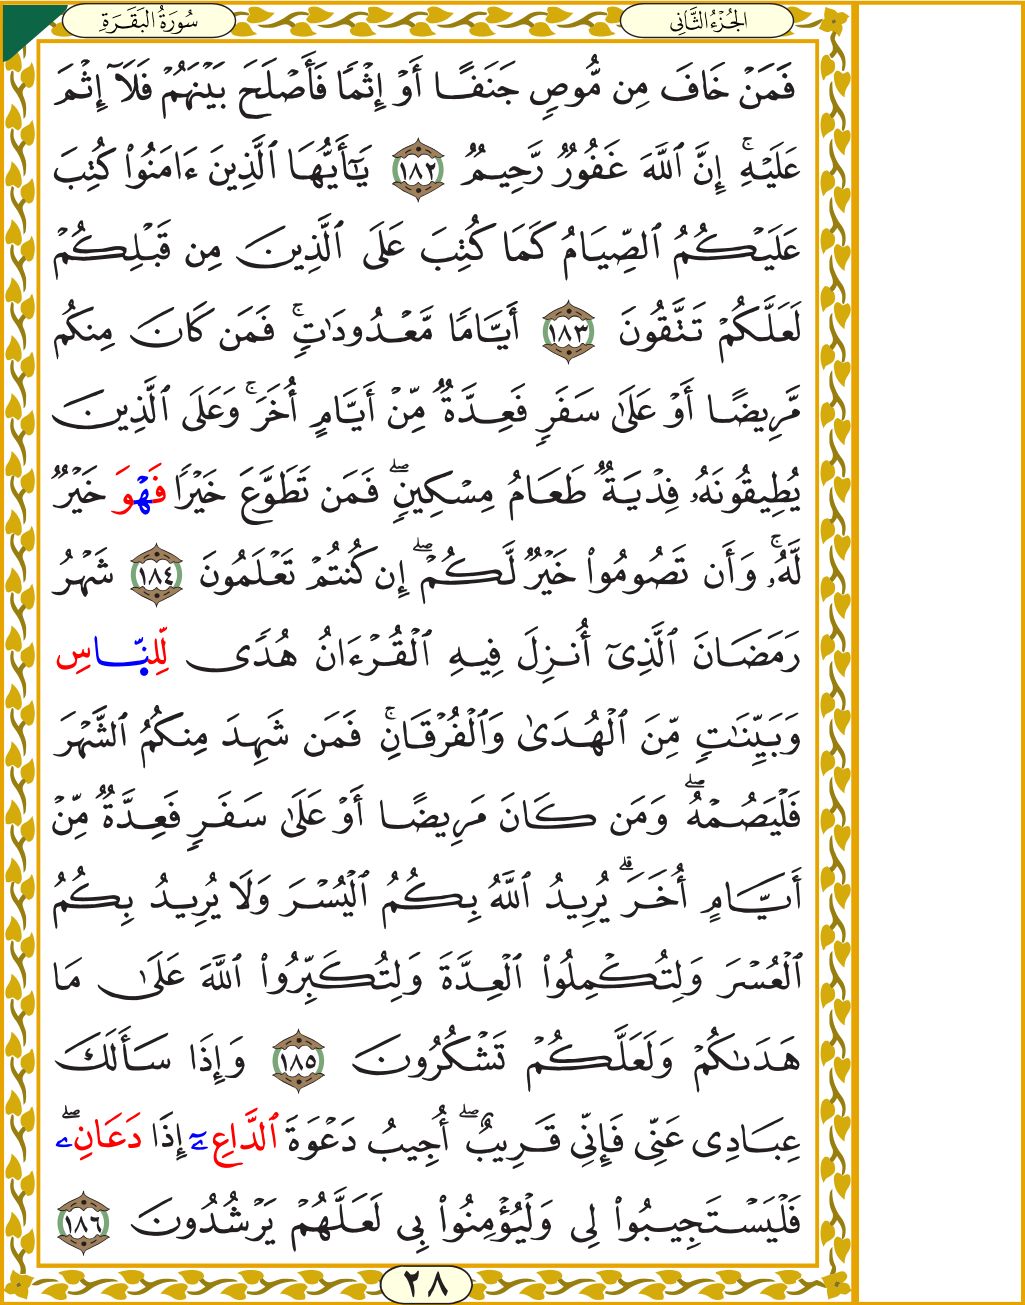 سُورَةُ البَقَرَةِ
الجُزْءُ الثَّانِي
فَمَنْ خَافَ مِن مُّوصٍ جَنَفًا أَوْ إِثْمًا فَأَصْلَحَ بَيْنَهُمْ فَلَآ إِثْمَ
عَلَيْهِۚ إِنَّ ٱللَّهَ غَفُورٌ رَّحِيمٌ ١٨٢ يَٰٓأَيُّهَا ٱلَّذِينَ ءَامَنُوا۟ كُتِبَ
عَلَيْكُمُ ٱلصِّيَامُ كَمَا كُتِبَ عَلَى ٱلَّذِينَ مِن قَبْلِكُمْ
لَعَلَّكُمْ تَتَّقُونَ ١٨٣ أَيَّامًا مَّعْدُودَٰتٍۚ فَمَن كَانَ مِنكُم
مَّرِيضًا أَوْ عَلَىٰ سَفَرٍ فَعِدَّةٌ مِّنْ أَيَّامٍ أُخَرَۚ وَعَلَى ٱلَّذِينَ
يُطِيقُونَهُۥ فِدْيَةٌ طَعَامُ مِسْكِينٍۖ فَمَن تَطَوَّعَ خَيْرًا فَهْوَ خَيْرٌ
لَّهُۥۚ وَأَن تَصُومُوا۟ خَيْرٌ لَّكُمْۖ إِن كُنتُمْ تَعْلَمُونَ ١٨٤ شَهْرُ
رَمَضَانَ ٱلَّذِىٓ أُنزِلَ فِيهِ ٱلْقُرْءَانُ هُدًى لِّلنَّاسِ
وَبَيِّنَٰتٍ مِّنَ ٱلْهُدَىٰ وَٱلْفُرْقَانِۚ فَمَن شَهِدَ مِنكُمُ ٱلشَّهْرَ
فَلْيَصُمْهُۖ وَمَن كَانَ مَرِيضًا أَوْ عَلَىٰ سَفَرٍ فَعِدَّةٌ مِّنْ
أَيَّامٍ أُخَرَۗ يُرِيدُ ٱللَّهُ بِكُمُ ٱلْيُسْرَ وَلَا يُرِيدُ بِكُمُ
ٱلْعُسْرَ وَلِتُكْمِلُوا۟ ٱلْعِدَّةَ وَلِتُكَبِّرُوا۟ ٱللَّهَ عَلَىٰ مَا
هَدَىٰكُمْ وَلَعَلَّكُمْ تَشْكُرُونَ ١٨٥ وَإِذَا سَأَلَكَ
عِبَادِى عَنِّى فَإِنِّى قَرِيبٌۖ أُجِيبُ دَعْوَةَ ٱلدَّاعِۦٓ إِذَا دَعَانِۦۖ
فَلْيَسْتَجِيبُوا۟ لِى وَلْيُؤْمِنُوا۟ بِى لَعَلَّهُمْ يَرْشُدُونَ ١٨٦
٢٨